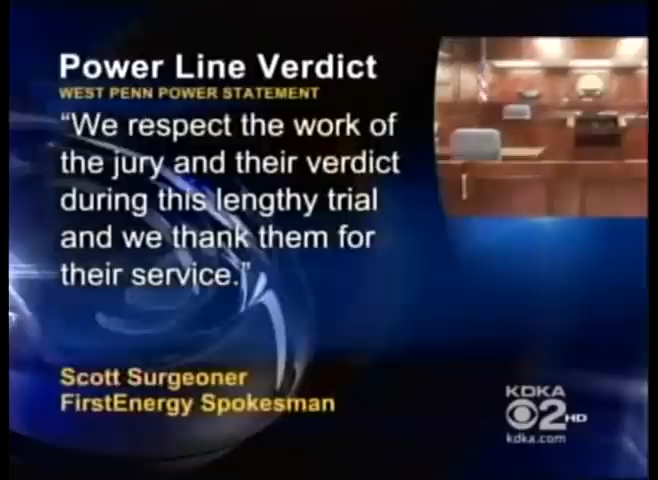 Power Line Verdict
WEST PENN POWER STATEMENT
“We respect the work of
the jury and their verdict
during this lengthy trial
and we thank them for
their service.”
Scott Surgeoner
FirstEnergy Spokesman
KDKA
2 HD
kdka.com